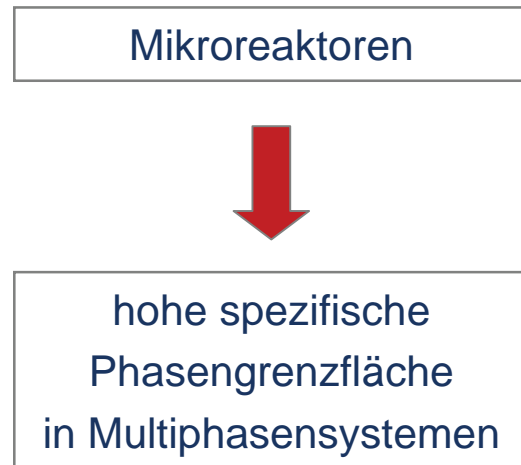 Mikroreaktoren
hohe spezifische
Phasengrenzfläche
in Multiphasensystemen